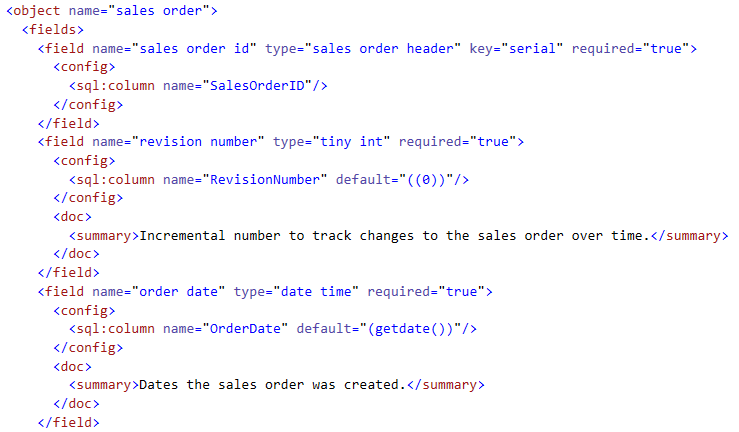 <object name="sales order">
  <fields>
    <field name="sales order id" type="sales order header" key="serial" required="true">
      <config>
        <sql:column name="SalesOrderID"/>
      </config>
    </field>
    <field name="revision number" type="tiny int" required="true">
      <config>
        <sql:column name="RevisionNumber" default="((0))"/>
      </config>
      <doc>
        <summary>Incremental number to track changes to the sales order over time.</summary>
      </doc>
    </field>
    <field name="order date" type="date time" required="true">
      <config>
        <sql:column name="OrderDate" default="(getdate())"/>
      </config>
      <doc>
        <summary>Dates the sales order was created.</summary>
      </doc>
    </field>